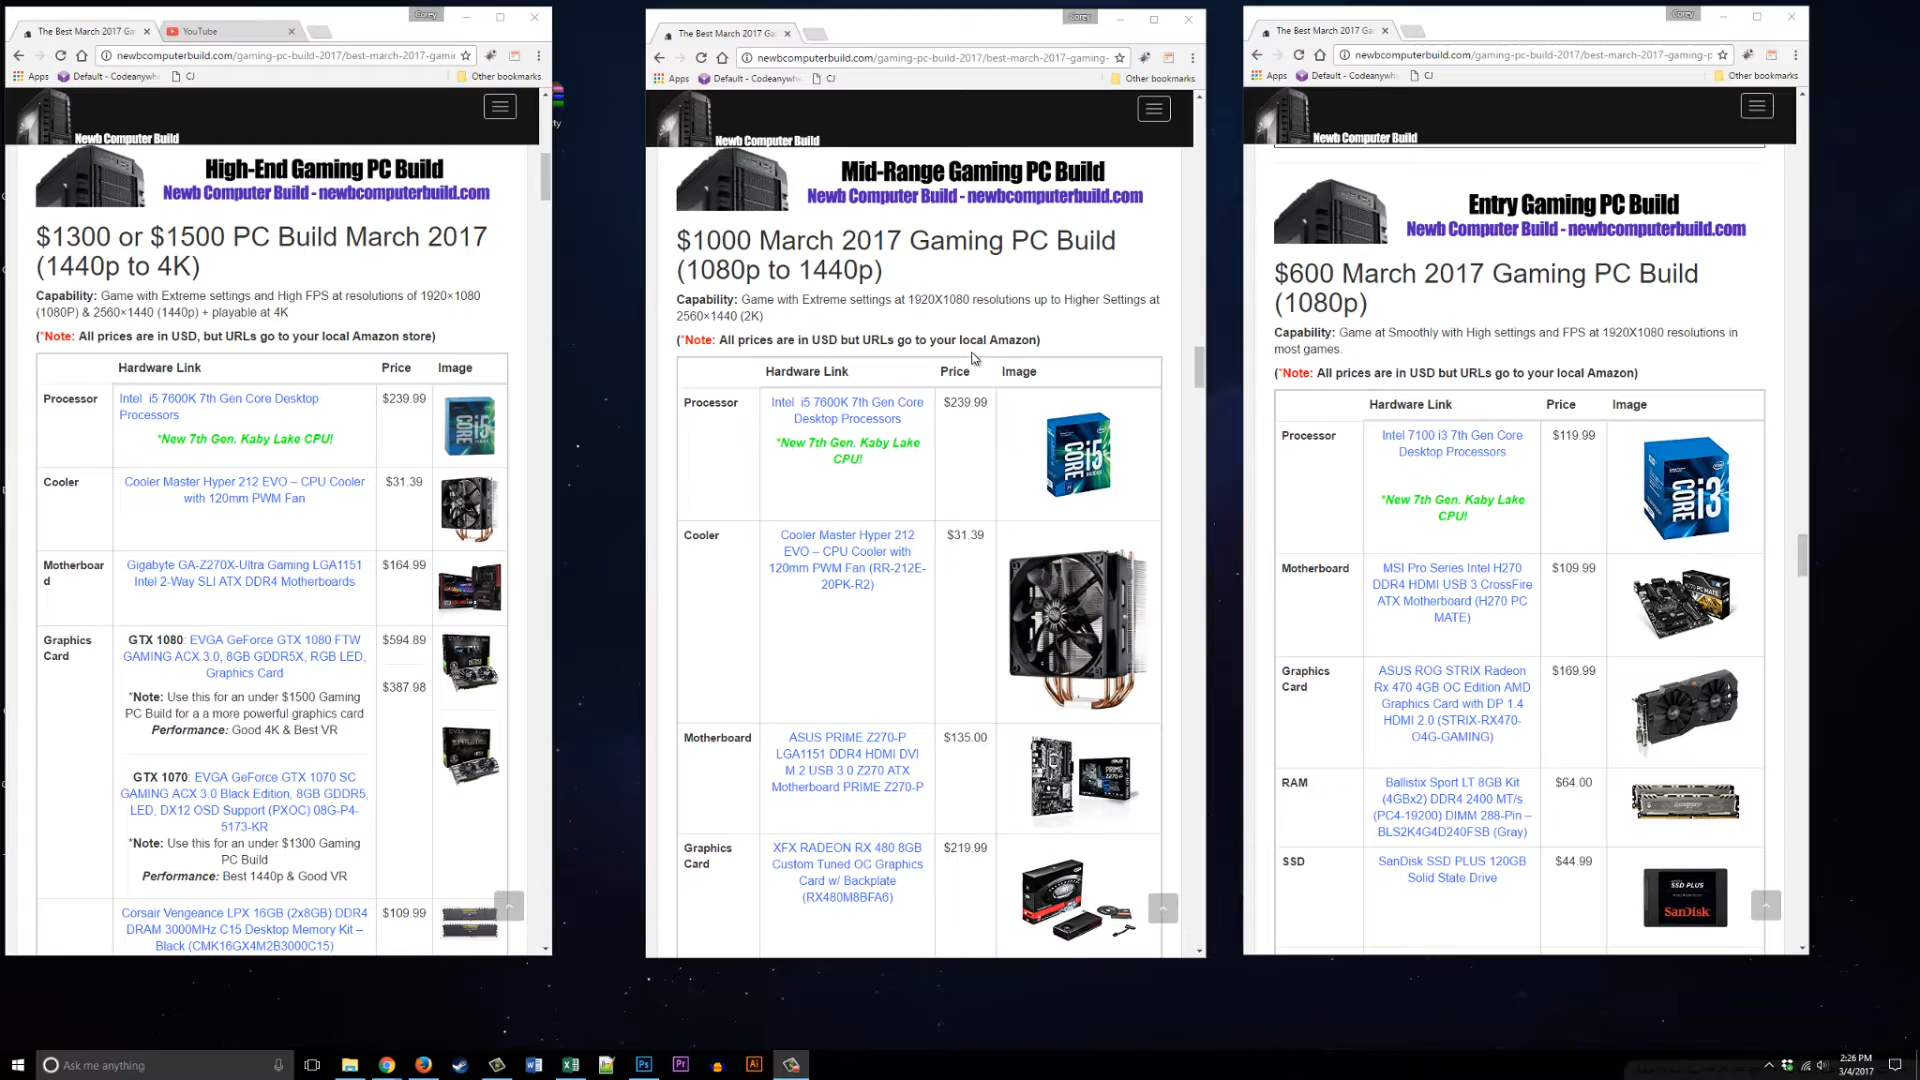 Corey
The Best March 2017 Ga
YouTube
newbcomputerbuild.com/gaming-pc-build-2017/best-march-2017-gamin
Apps
Default - Codeanywh
CJ
Other bookmarks
Newb Computer Build
High-End Gaming PC Build
Newb Computer Build - newbcomputerbuild.com
$1300 or $1500 PC Build March 2017
(1440p to 4K)
Capability: Game with Extreme settings and High FPS at resolutions of 1920×1080
(1080P) & 2560×1440 (1440p) + playable at 4K
(*Note: All prices are in USD, but URLs go to your local Amazon store)
Hardware Link Price Image
Processor
Intel i5 7600K 7th Gen Core Desktop
Processors
*New 7th Gen. Kaby Lake CPU!
$239.99
CORE
i5
Cooler
Cooler Master Hyper 212 EVO – CPU Cooler
with 120mm PWM Fan
$31.39
Motherboar
d
Gigabyte GA-Z270X-Ultra Gaming LGA1151
Intel 2-Way SLI ATX DDR4 Motherboards
$164.99
Graphics
Card
GTX 1080: EVGA GeForce GTX 1080 FTW
GAMING ACX 3.0, 8GB GDDR5X, RGB LED,
Graphics Card
*Note: Use this for an under $1500 Gaming
PC Build for a a more powerful graphics card
Performance: Good 4K & Best VR
$594.89
$387.98
GTX 1070: EVGA GeForce GTX 1070 SC
GAMING ACX 3.0 Black Edition, 8GB GDDR5,
LED, DX12 OSD Support (PXOC) 08G-P4-
5173-KR
*Note: Use this for an under $1300 Gaming
PC Build
Performance: Best 1440p & Good VR
Corsair Vengeance LPX 16GB (2x8GB) DDR4
DRAM 3000MHz C15 Desktop Memory Kit –
Black (CMK16GX4M2B3000C15)
$109.99
ty
Corey
The Best March 2017 Ga
newbcomputerbuild.com/gaming-pc-build-2017/best-march-2017-gaming-
Apps
Default - Codeanywh
CJ
Other bookmarks
Newb Computer Build
Mid-Range Gaming PC Build
Newb Computer Build - newbcomputerbuild.com
$1000 March 2017 Gaming PC Build
(1080p to 1440p)
Capability: Game with Extreme settings at 1920X1080 resolutions up to Higher Settings at
2560×1440 (2K)
(*Note: All prices are in USD but URLs go to your local Amazon)
Hardware Link Price Image
Processor
Intel i5 7600K 7th Gen Core
Desktop Processors
*New 7th Gen. Kaby Lake
CPU!
$239.99
CORE
i5
Cooler
Cooler Master Hyper 212
EVO – CPU Cooler with
120mm PWM Fan (RR-212E-
20PK-R2)
$31.39
Motherboard
ASUS PRIME Z270-P
LGA1151 DDR4 HDMI DVI
M.2 USB 3.0 Z270 ATX
Motherboard PRIME Z270-P
$135.00
PRIME
Z270-P
Graphics
Card
XFX RADEON RX 480 8GB
Custom Tuned OC Graphics
Card w/ Backplate
(RX480M8BFA6)
$219.99
Corey
The Best March 2017 Ga
newbcomputerbuild.com/gaming-pc-build-2017/best-march-2017-gaming-p
Apps
Default - Codeanywh
CJ
Other bookmarks
Newb Computer Build
Entry Gaming PC Build
Newb Computer Build - newbcomputerbuild.com
$600 March 2017 Gaming PC Build
(1080p)
Capability: Game at Smoothly with High settings and FPS at 1920X1080 resolutions in
most games.
(*Note: All prices are in USD but URLs go to your local Amazon)
Hardware Link Price Image
Processor
Intel 7100 i3 7th Gen Core
Desktop Processors
*New 7th Gen. Kaby Lake
CPU!
$119.99
CORE
i3
Motherboard
MSI Pro Series Intel H270
DDR4 HDMI USB 3 CrossFire
ATX Motherboard (H270 PC
MATE)
$109.99
H270 PC MATE
Graphics
Card
ASUS ROG STRIX Radeon
Rx 470 4GB OC Edition AMD
Graphics Card with DP 1.4
HDMI 2.0 (STRIX-RX470-
O4G-GAMING)
$169.99
RAM
Ballistix Sport LT 8GB Kit
(4GBx2) DDR4 2400 MT/s
(PC4-19200) DIMM 288-Pin –
BLS2K4G4D240FSB (Gray)
$64.00
SSD
SanDisk SSD PLUS 120GB
Solid State Drive
$44.99
SSD PLUS
SanDisk
Ask me anything
Ps
Pr
Ai
2:26 PM
3/4/2017